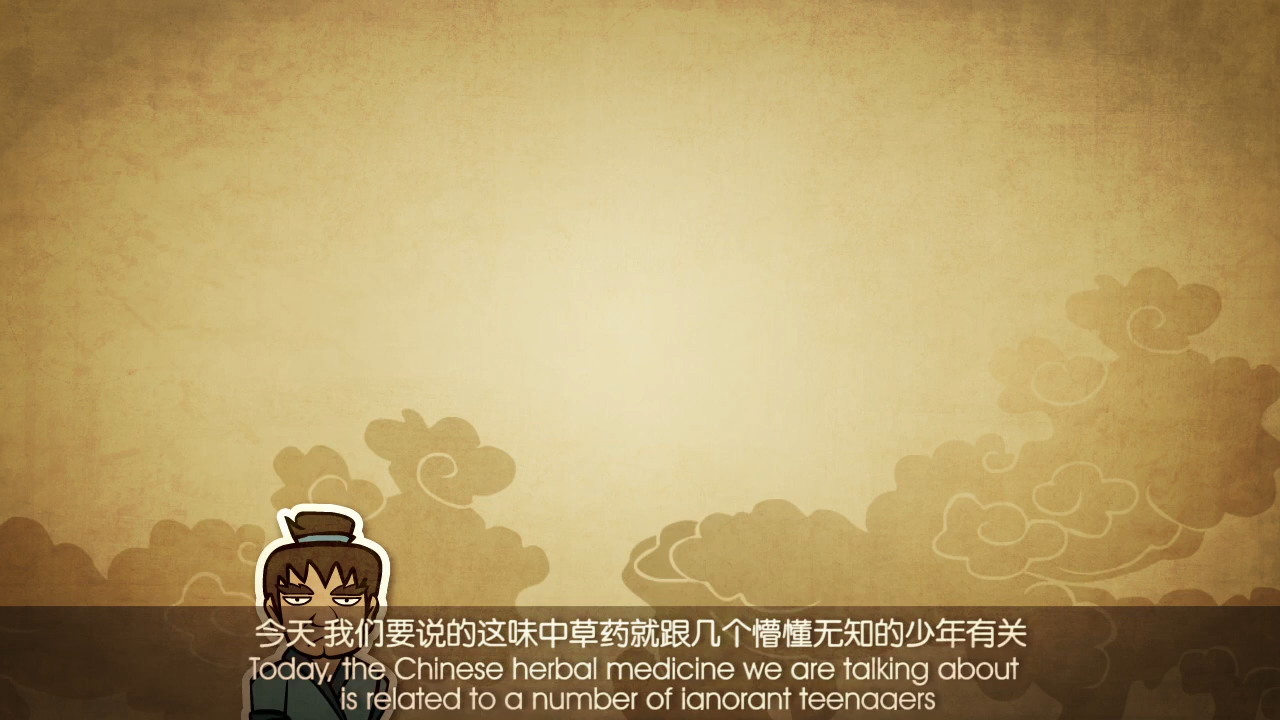 今天 我们要说的这味中草药就跟几个懵懂无知的少年有关
Today, the Chinese herbal medicine we are talking about
is related to a number of ignorant teenagers